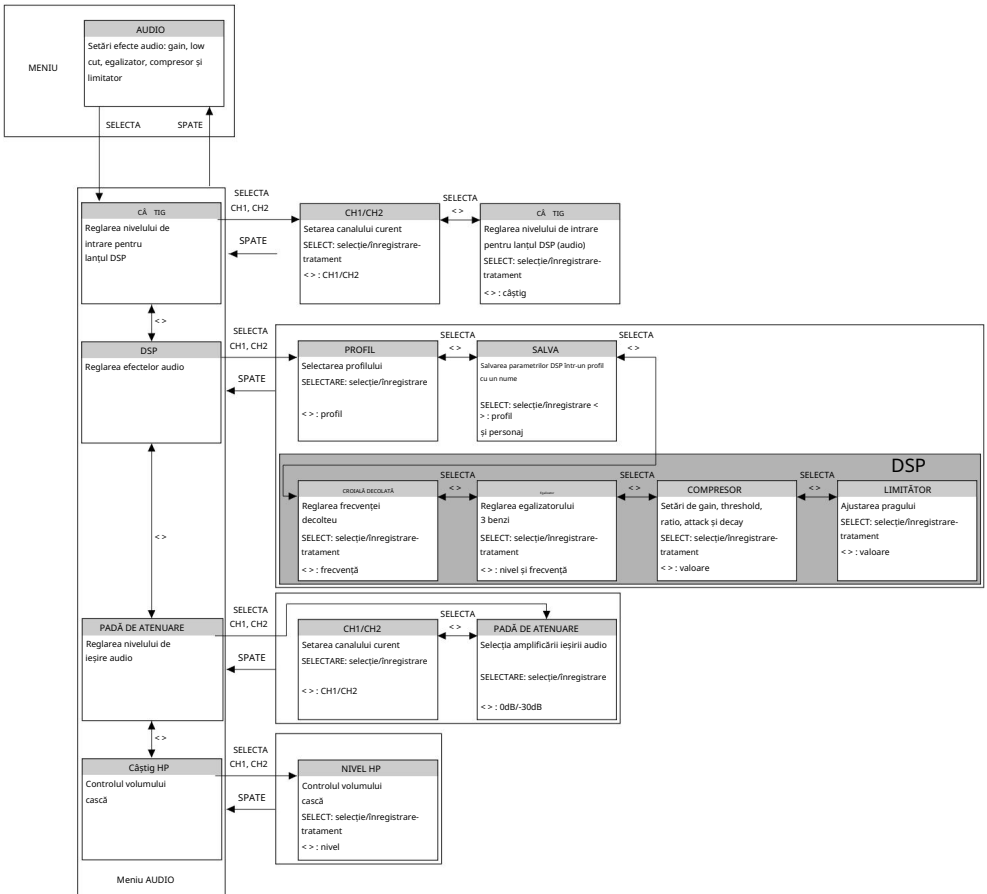 AUDIO
Setări efecte audio: gain, low
cut, egalizator, compresor și
limitator
MENIU
SELECTA
SPATE
CÂ TIG
Reglarea nivelului de
intrare pentru
lanțul DSP
SELECTA
CH1, CH2
SPATE
CH1/CH2
Setarea canalului curent
SELECT: selecție/înregistrare-
tratament
< > : CH1/CH2
SELECTA
< >
CÂ TIG
Reglarea nivelului de intrare
pentru lanțul DSP (audio)
SELECT: selecție/înregistrare-
tratament
< > : câștig
< >
DSP
Reglarea efectelor audio
SELECTA
CH1, CH2
SPATE
PROFIL
Selectarea profilului
SELECTARE: selecție/înregistrare
< > : profil
SELECTA
< >
SALVA
Salvarea parametrilor DSP într-un profil
cu un nume
SELECT: selecție/înregistrare <
> : profil
și personaj
SELECTA
< >
DSP
CROIALĂ DECOLATĂ
Reglarea frecvenței
decolteu
SELECT: selecție/înregistrare-
tratament
< > : frecvență
SELECTA
< >
Reglarea egalizatorului
3 benzi
SELECT: selecție/înregistrare-
tratament
< > : nivel și frecvență
SELECTA
< >
COMPRESOR
Setări de gain, threshold,
ratio, attack și decay
SELECT: selecție/înregistrare-
tratament
< > : valoare
SELECTA
< >
LIMITĂTOR
Ajustarea pragului
SELECT: selecție/înregistrare-
tratament
< > : valoare
< >
PADĂ DE ATENUARE
Reglarea nivelului de
ieșire audio
SELECTA
CH1, CH2
SPATE
CH1/CH2
Setarea canalului curent
SELECTARE: selecție/înregistrare
< > : CH1/CH2
SELECTA
< >
PADĂ DE ATENUARE
Selecția amplificării ieșirii audio
SELECTARE: selecție/înregistrare
< > : 0dB/-30dB
< >
Câștig HP
Controlul volumului
cască
SELECTA
CH1, CH2
SPATE
NIVEL HP
Controlul volumului
cască
SELECT: selecție/înregistrare-
tratament
< > : nivel
Meniu AUDIO